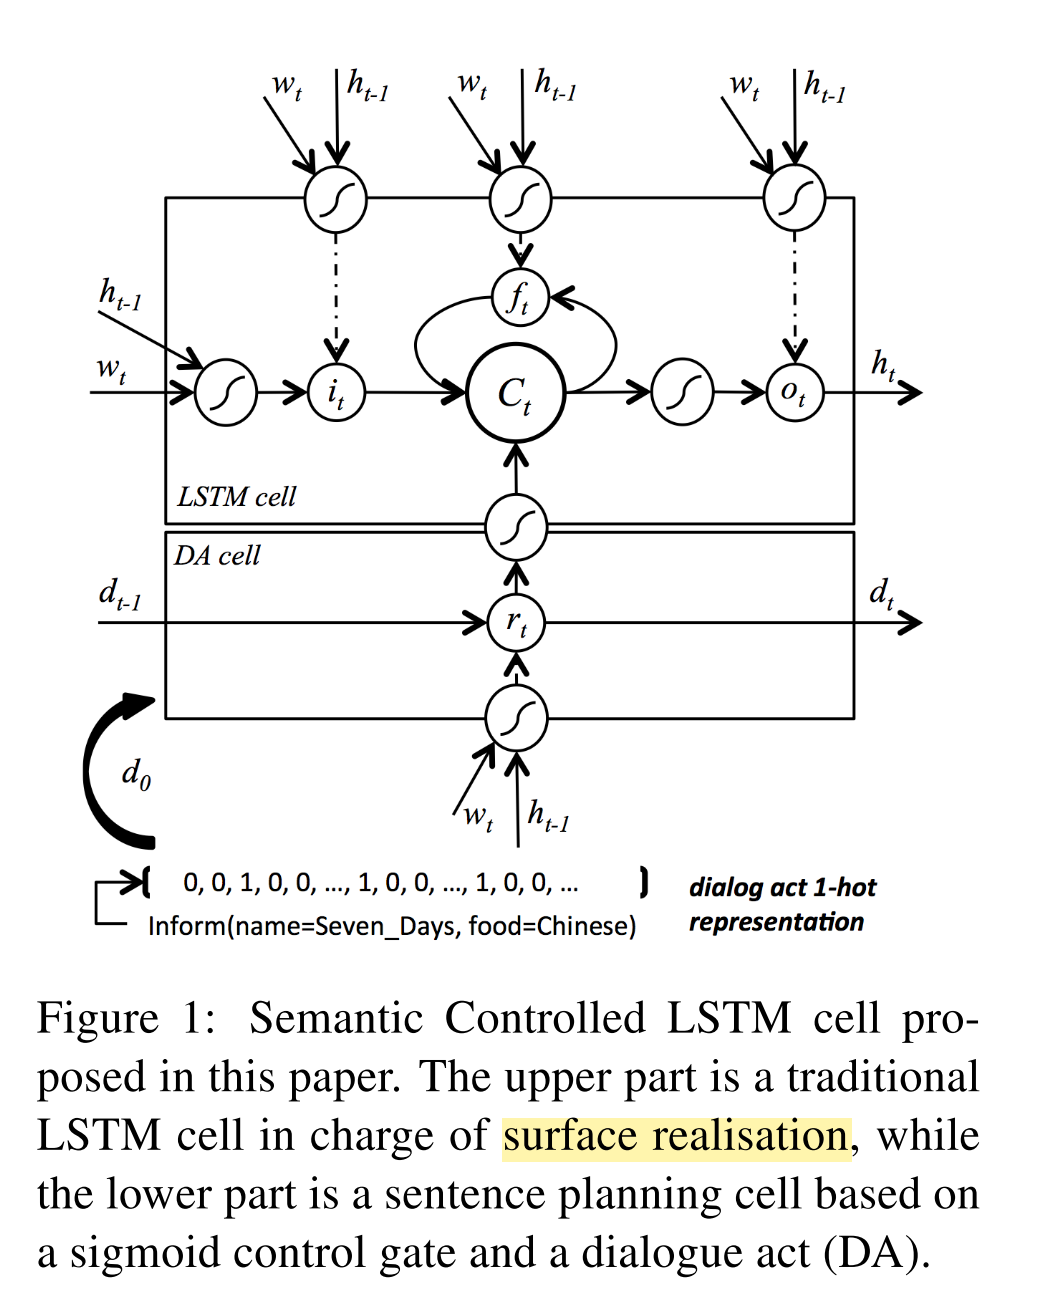 w_t h_{t-1} w_t h_{t-1} w_t h_{t-1}
h_{t-1}
f_t
w_t i_t C_t o_t h_t
LSTM cell
DA cell
d_{t-1} r_t d_t
d_0
w_t h_{t-1}
[ 0, 0, 1, 0, 0, ..., 1, 0, 0, ..., 1, 0, 0, ... ] dialog act 1-hot
Inform(name=Seven_Days, food=Chinese) representation
Figure 1: Semantic Controlled LSTM cell pro-
posed in this paper. The upper part is a traditional
LSTM cell in charge of surface realisation, while
the lower part is a sentence planning cell based on
a sigmoid control gate and a dialogue act (DA).